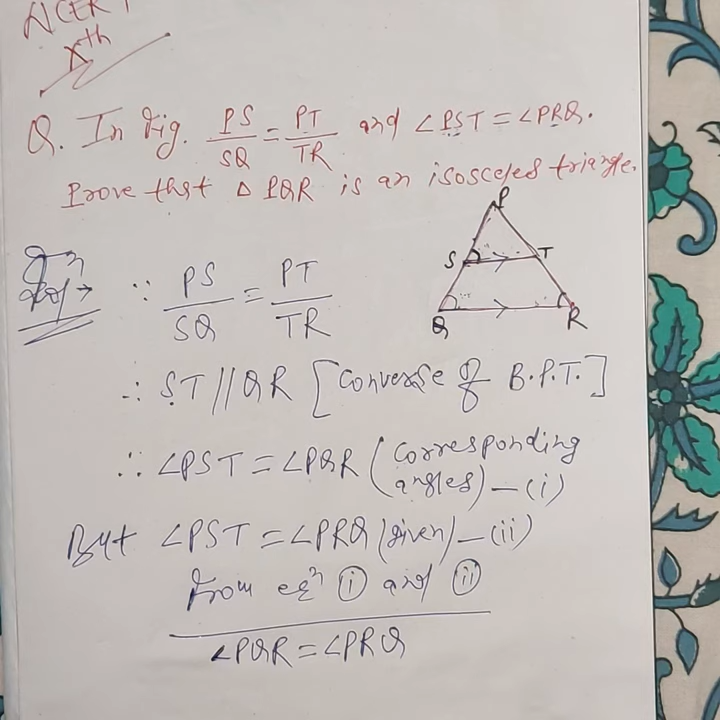 NCERT
Xth
Q. In Fig. PS/SQ = PT/TR and ∠PST = ∠PRQ.
Prove that △ PQR is an isosceles triangle.
P
S T
Q R
Solⁿ → ∵ PS/SQ = PT/TR
∴ ST // QR [Converse of B.P.T.]
∴ ∠PST = ∠PQR (corresponding angles) — (i)
But ∠PST = ∠PRQ (given) — (ii)
From eqⁿ (i) and (ii)
∠PQR = ∠PRQ